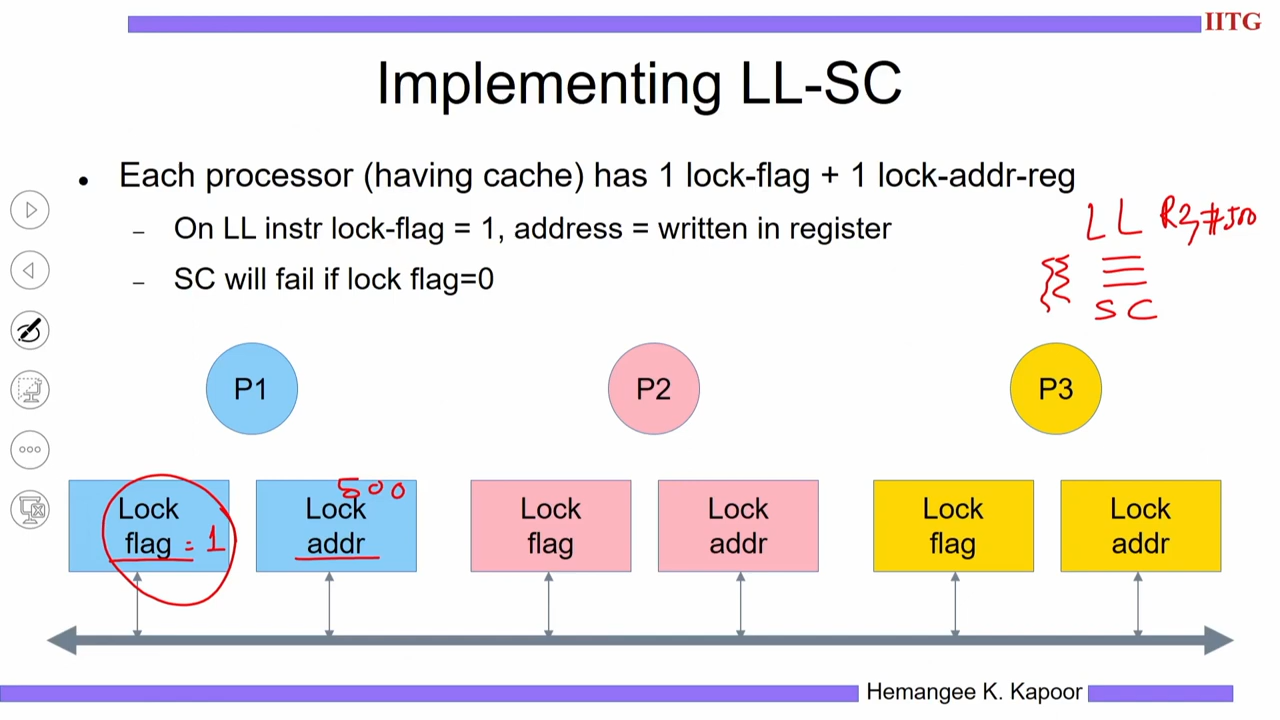 IITG
Implementing LL-SC
• Each processor (having cache) has 1 lock-flag + 1 lock-addr-reg
– On LL instr lock-flag = 1, address = written in register
– SC will fail if lock flag=0
LL R2,#500
SC
P1
P2
P3
Lock
flag = 1
500
Lock
addr
Lock
flag
Lock
addr
Lock
flag
Lock
addr
Hemangee K. Kapoor